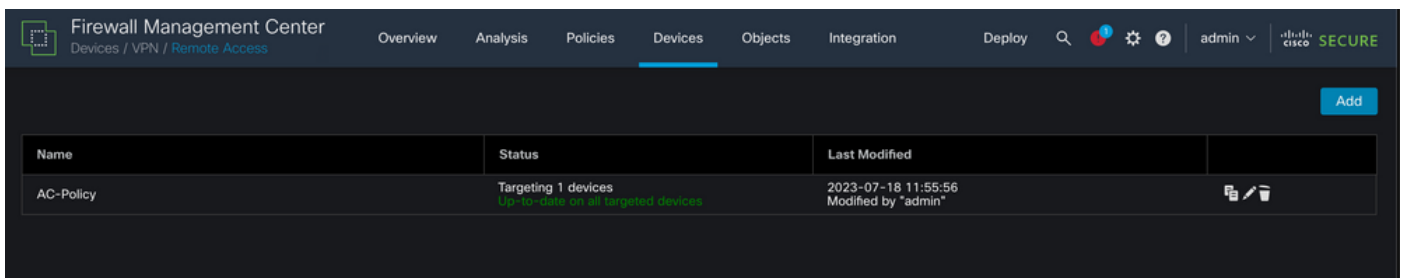 Firewall Management Center
Devices / VPN / Remote Access
Overview Analysis Policies Devices Objects Integration Deploy 1 ? admin cisco SECURE
Add
Name Status Last Modified
AC-Policy Targeting 1 devices 2023-07-18 11:55:56
Up-to-date on all targeted devices Modified by "admin"